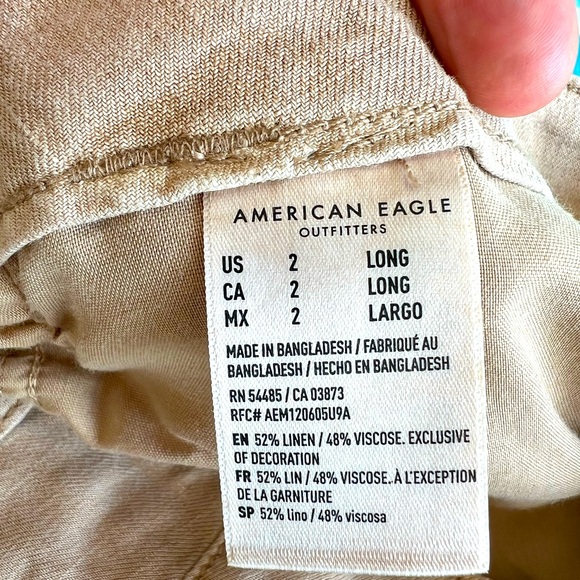 AMERICAN EAGLE
OUTFITTERS
US 2 LONG
CA 2 LONG
MX 2 LARGO
MADE IN BANGLADESH / FABRIQUÉ AU
BANGLADESH / HECHO EN BANGLADESH
RN 54485 / CA 03873
RFC# AEM120605U9A
EN 52% LINEN / 48% VISCOSE. EXCLUSIVE
OF DECORATION
FR 52% LIN / 48% VISCOSE. À L'EXCEPTION
DE LA GARNITURE
SP 52% lino / 48% viscosa